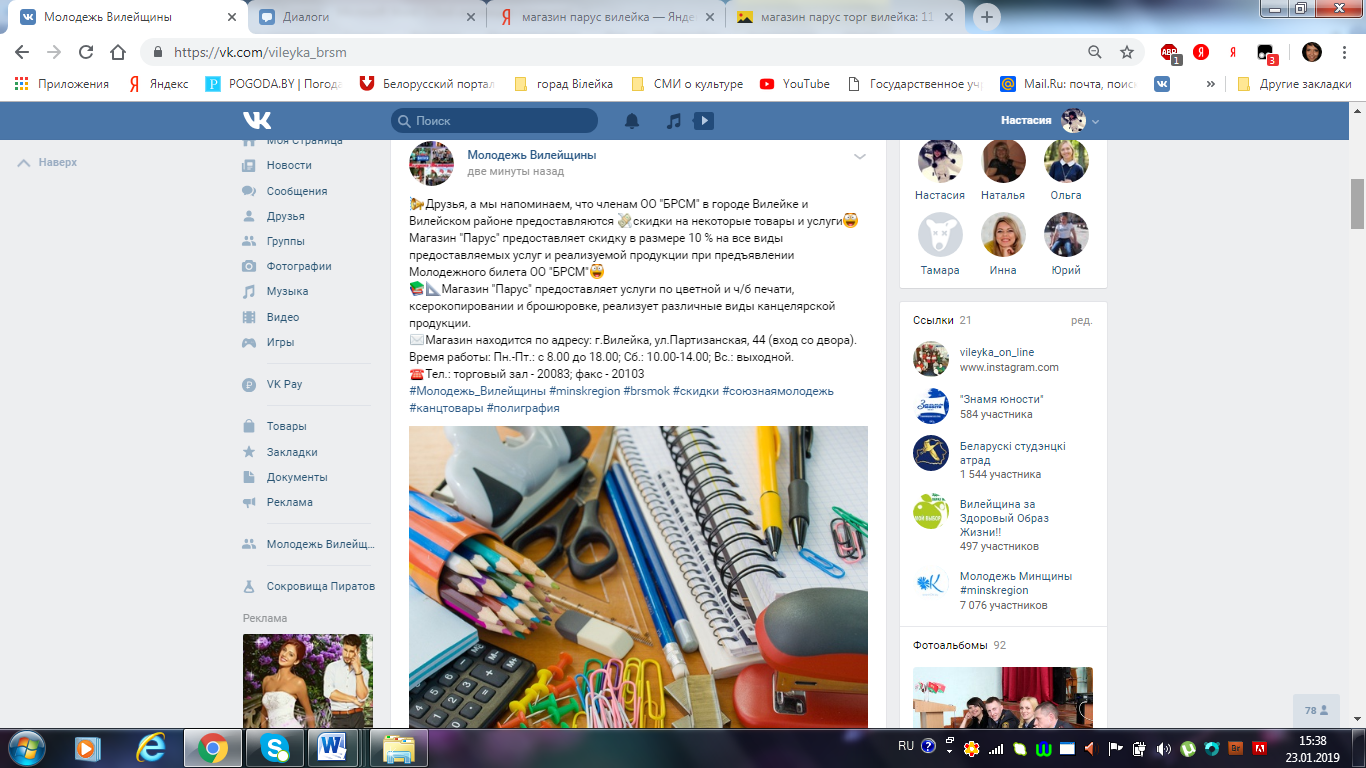 Молодежь Вилейщины
Диалоги
магазин парус вилейка — Янде
магазин парус торг вилейка: 11
https://vk.com/vileyka_brsm
ABP
1
3
Приложения
Яндекс
POGODA.BY | Погода
Белорусский портал
горад Вілейка
СМИ о культуре
YouTube
Государственное уч
Mail.Ru: почта, поис
Другие закладки
Поиск
Настасия
Наверх
Моя Страница
Новости
Сообщения
Друзья
Группы
Фотографии
Музыка
Видео
Игры
VK Pay
Товары
Закладки
Документы
Реклама
Молодежь Вилейщ...
Сокровища Пиратов
Реклама
Молодежь Вилейщины
две минуты назад
Друзья, а мы напоминаем, что членам ОО "БРСМ" в городе Вилейке и
Вилейском районе предоставляются скидки на некоторые товары и услуги
Магазин "Парус" предоставляет скидку в размере 10 % на все виды
предоставляемых услуг и реализуемой продукции при предъявлении
Молодежного билета ОО "БРСМ"
Магазин "Парус" предоставляет услуги по цветной и ч/б печати,
ксерокопировании и брошюровке, реализует различные виды канцелярской
продукции.
Магазин находится по адресу: г.Вилейка, ул.Партизанская, 44 (вход со двора).
Время работы: Пн.-Пт.: с 8.00 до 18.00; Сб.: 10.00-14.00; Вс.: выходной.
Тел.: торговый зал - 20083; факс - 20103
#Молодежь_Вилейщины #minskregion #brsmok #скидки #союзнаямолодежь
#канцтовары #полиграфия
Настасия
Наталья
Ольга
Тамара
Инна
Юрий
Ссылки 21
ред.
vileyka_on_line
www.instagram.com
"Знамя юности"
584 участника
Беларускі студэнцкі
атрад
1 544 участника
Вилейщина за
Здоровый Образ
Жизни!!
497 участников
Молодежь Минщины
#minskregion
7 076 участников
Фотоальбомы 92
78
RU
15:38
23.01.2019